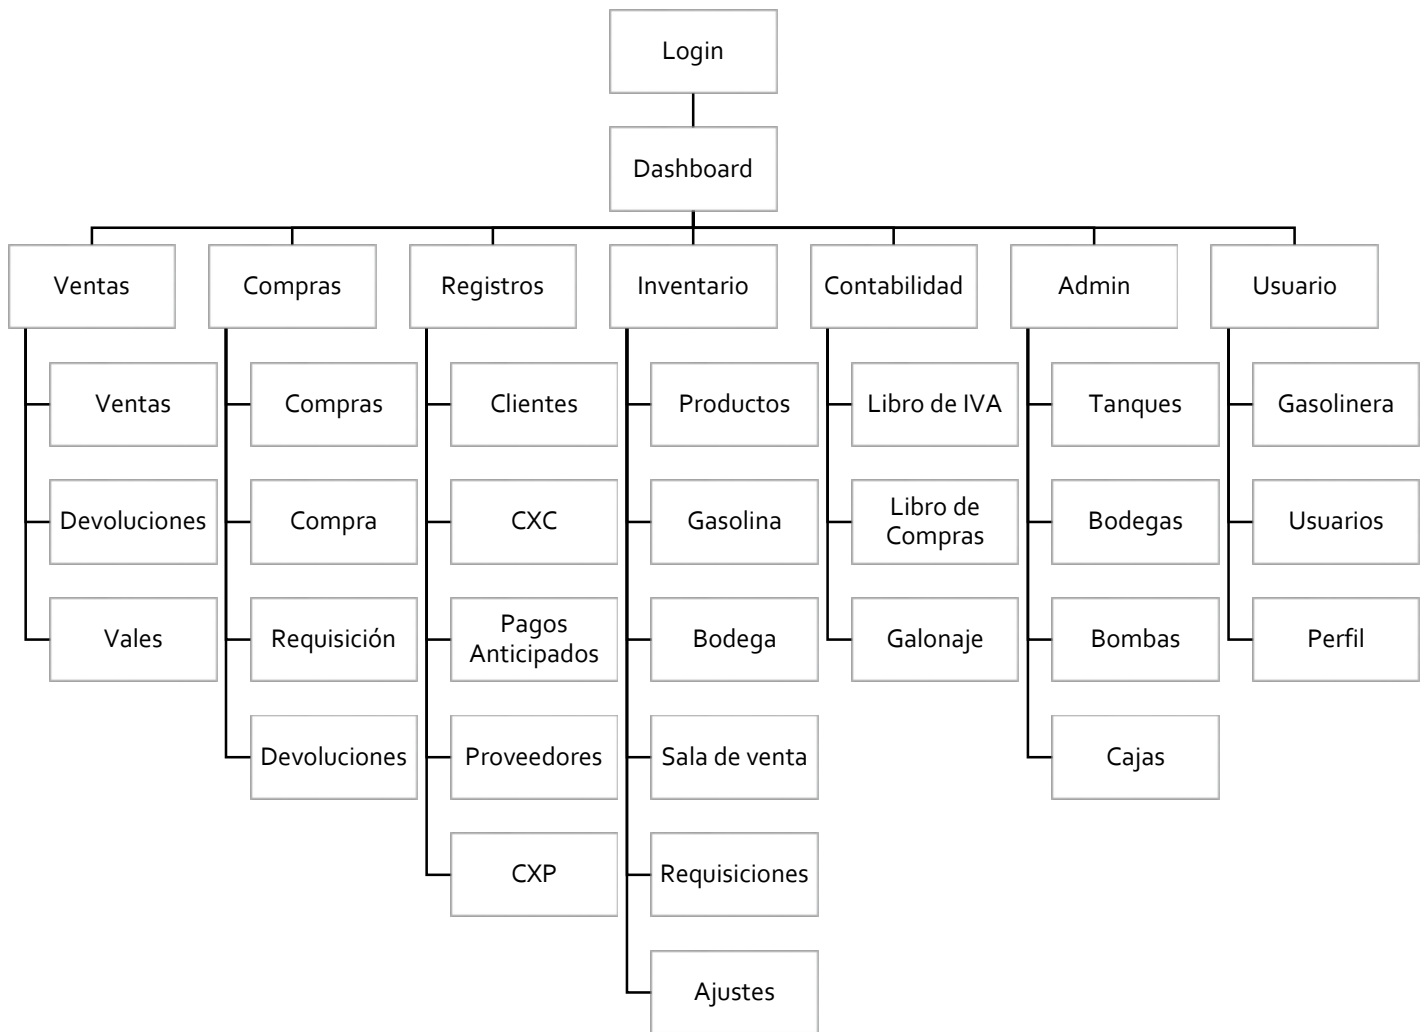 Login
Dashboard
Ventas
Compras
Registros
Inventario
Contabilidad
Admin
Usuario
Ventas
Compras
Clientes
Productos
Libro de IVA
Tanques
Gasolinera
Devoluciones
Compra
CXC
Gasolina
Libro de
Compras
Bodegas
Usuarios
Vales
Requisición
Pagos
Anticipados
Bodega
Galonaje
Bombas
Perfil
Devoluciones
Proveedores
Sala de venta
Cajas
CXP
Requisiciones
Ajustes